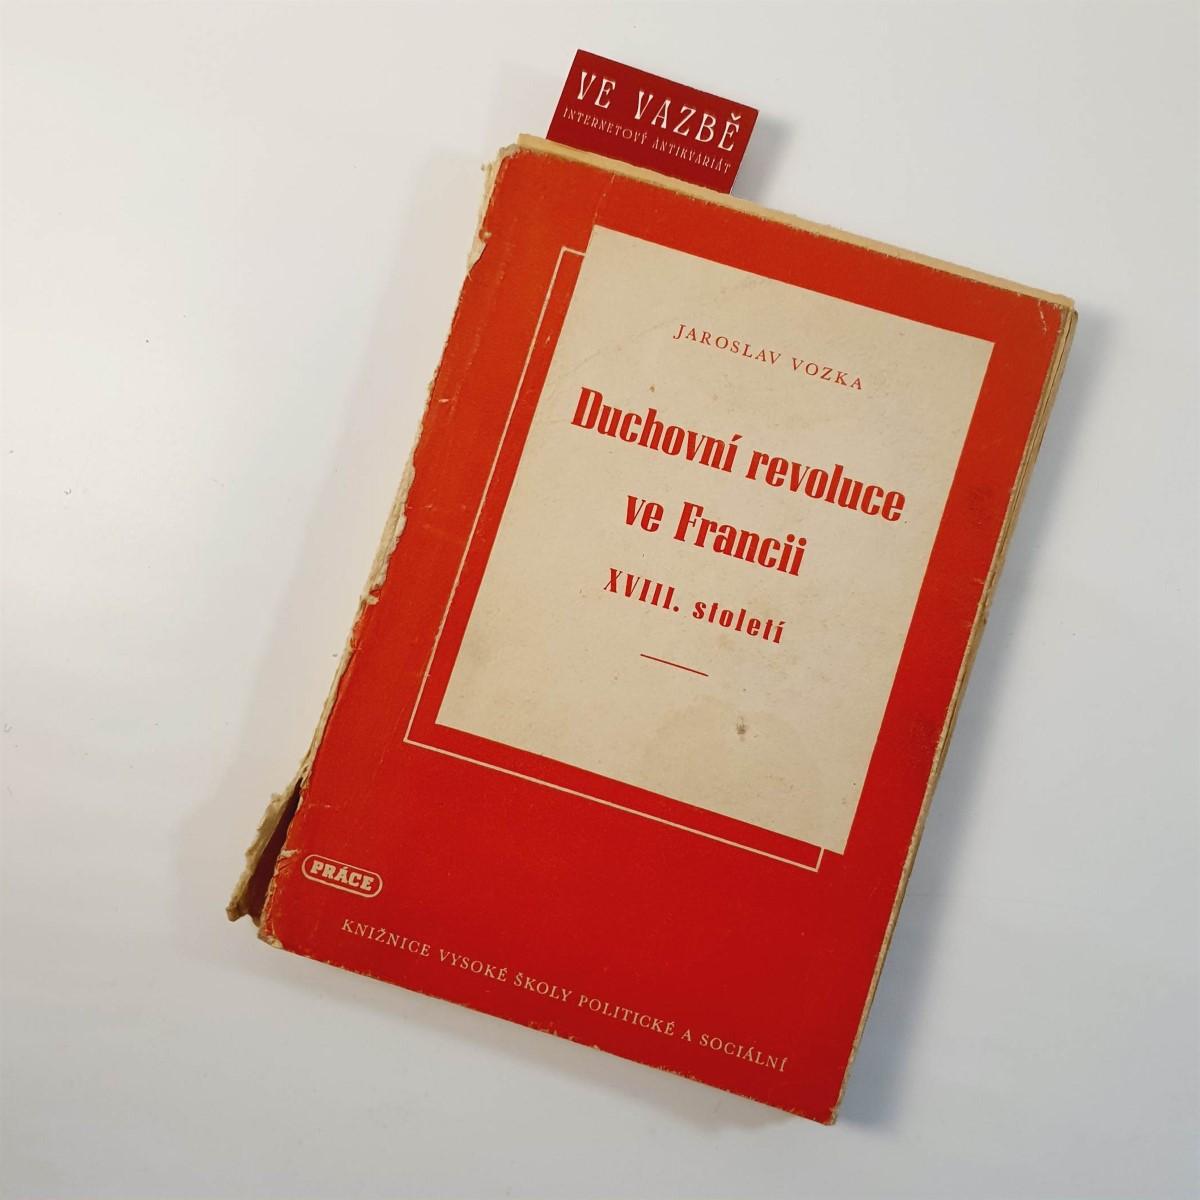 VE VAZBĚ
INTERNETOVÝ ANTIKVARIÁT
JAROSLAV VOZKA
Duchovní revoluce
ve Francii
XVIII. století
PRÁCE
KNIŽNICE VYSOKÉ ŠKOLY POLITICKÉ A SOCIÁLNÍ